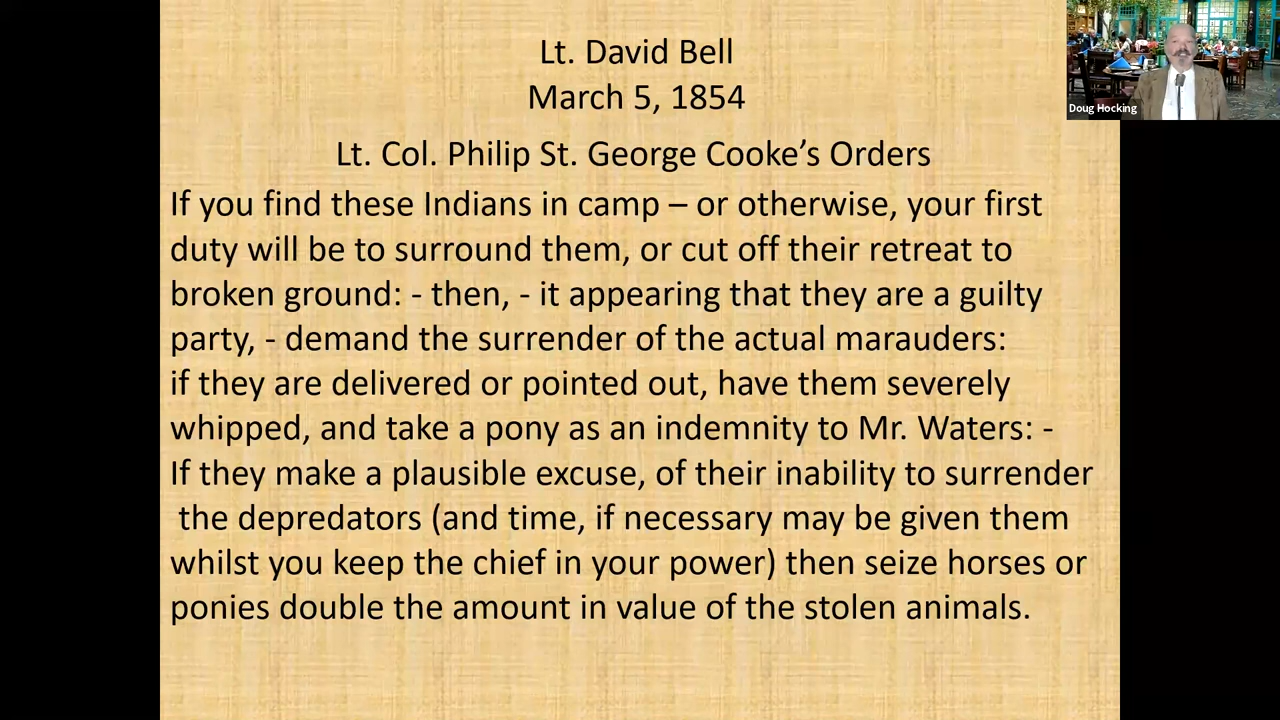 Lt. David Bell
March 5, 1854
Lt. Col. Philip St. George Cooke's Orders
If you find these Indians in camp – or otherwise, your first
duty will be to surround them, or cut off their retreat to
broken ground: - then, - it appearing that they are a guilty
party, - demand the surrender of the actual marauders:
if they are delivered or pointed out, have them severely
whipped, and take a pony as an indemnity to Mr. Waters: -
If they make a plausible excuse, of their inability to surrender
the depredators (and time, if necessary may be given them
whilst you keep the chief in your power) then seize horses or
ponies double the amount in value of the stolen animals.
Doug Hocking